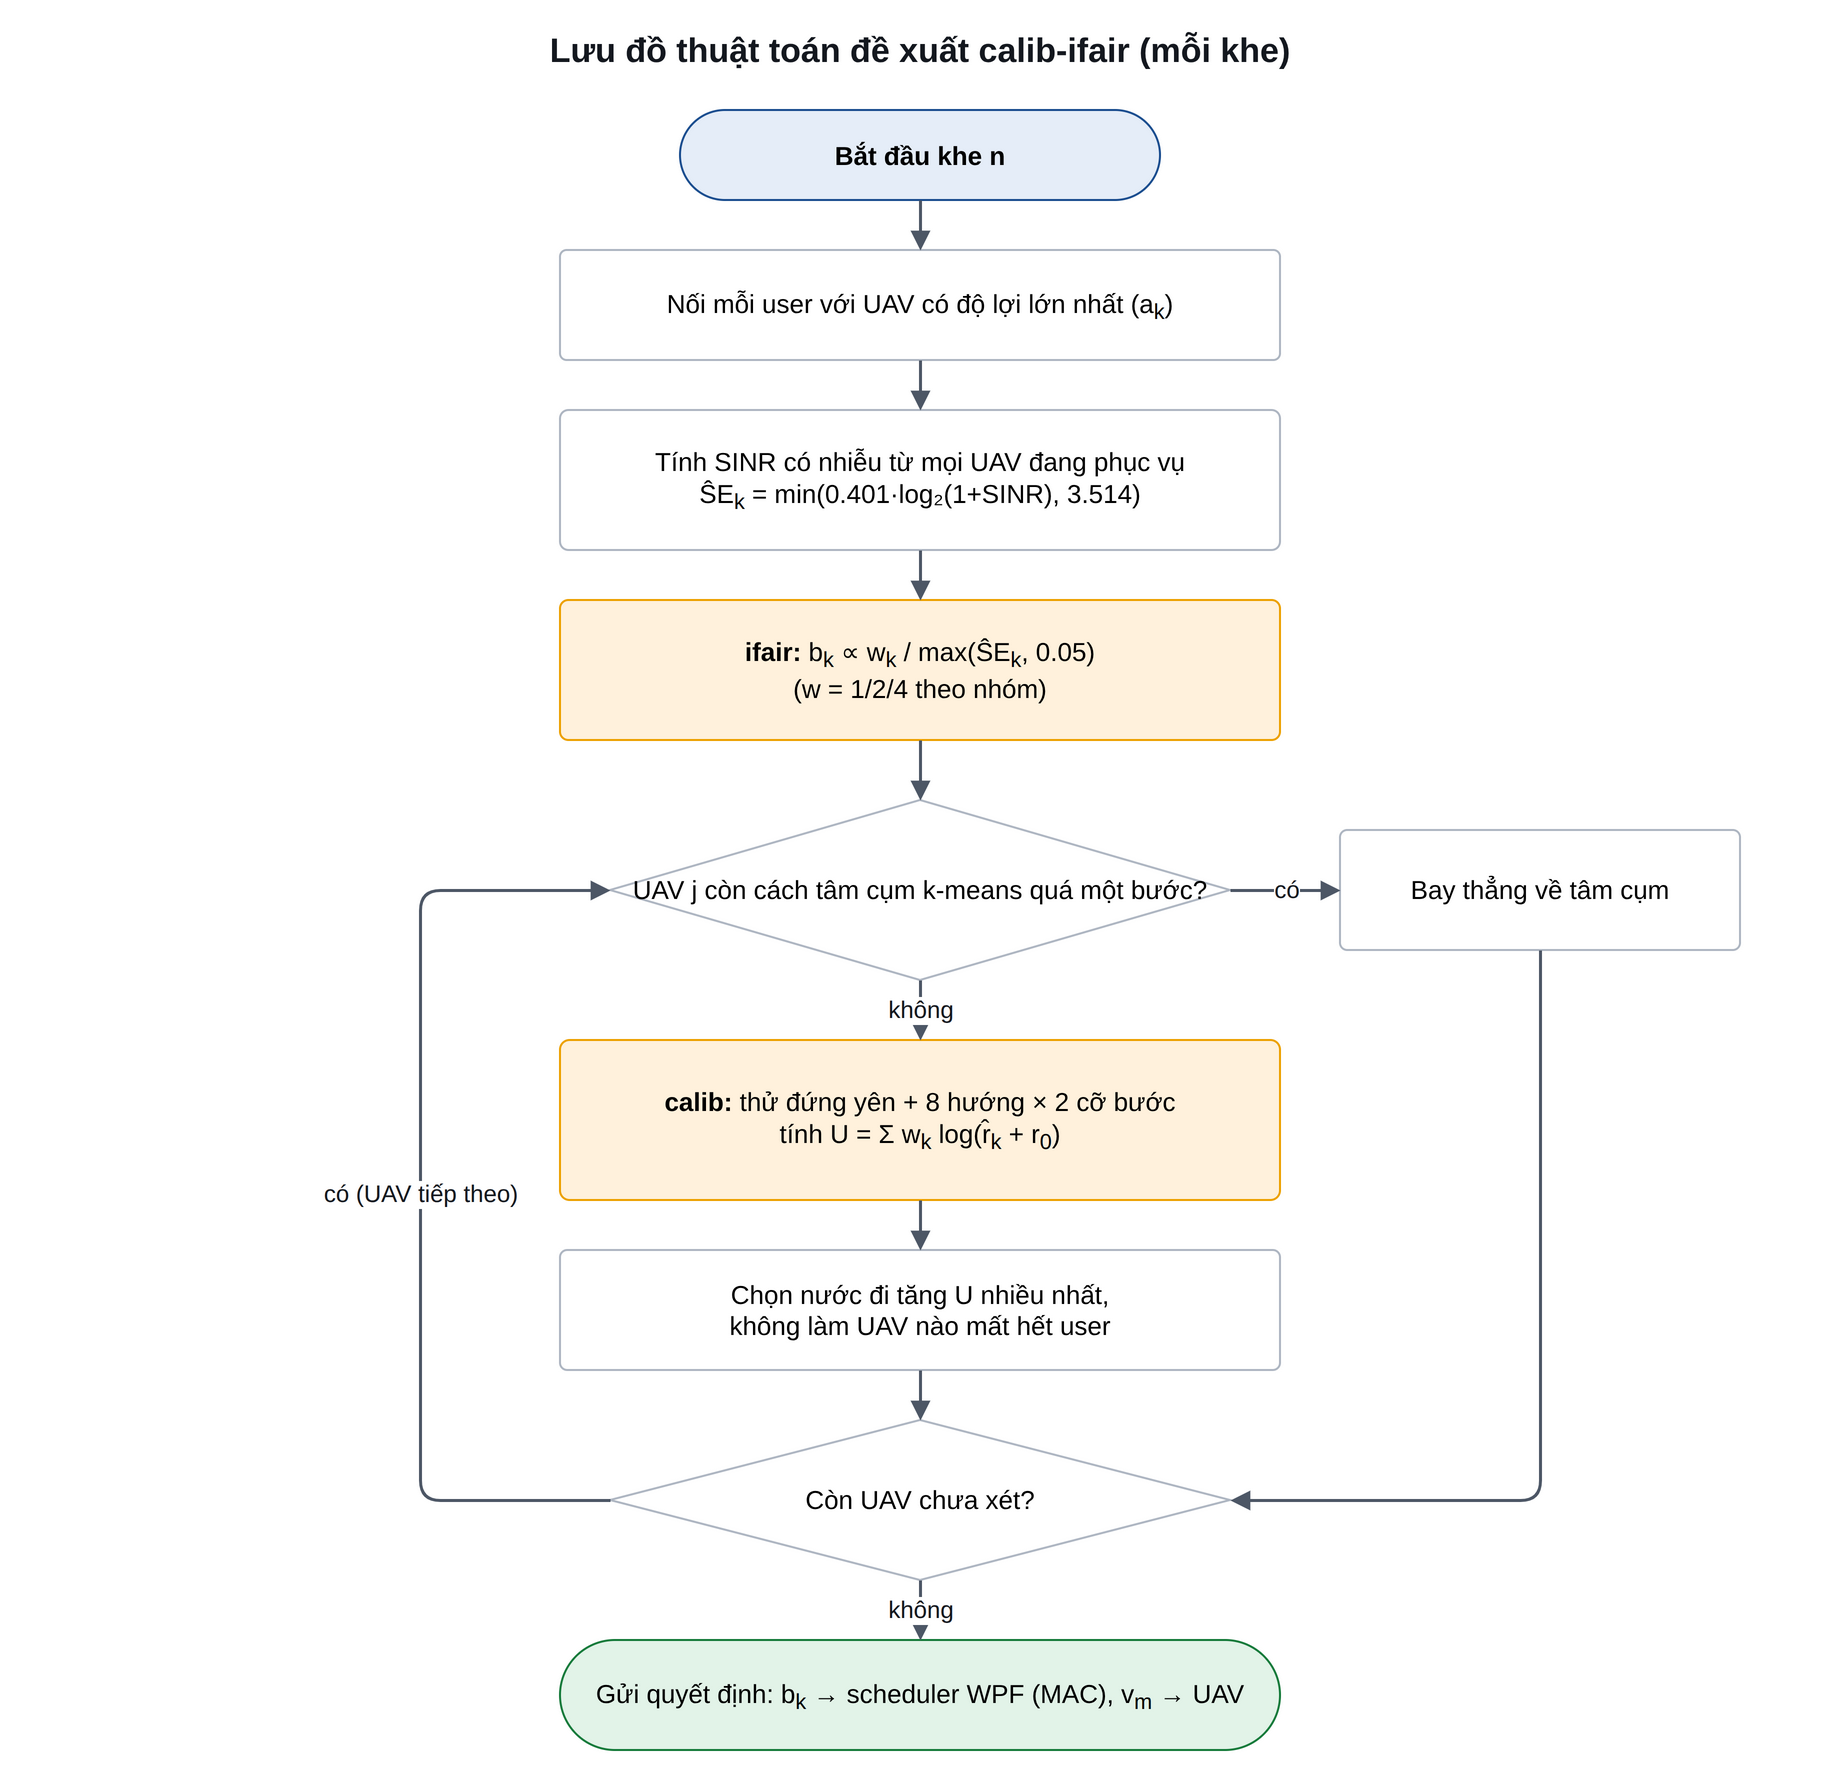 Lưu đồ thuật toán đề xuất calib-ifair (mỗi khe)
Bắt đầu khe n
Nối mỗi user với UAV có độ lợi lớn nhất (aₖ)
Tính SINR có nhiễu từ mọi UAV đang phục vụ
ŜEₖ = min(0.401·log₂(1+SINR), 3.514)
ifair: bₖ ∝ wₖ / max(ŜEₖ, 0.05)
(w = 1/2/4 theo nhóm)
UAV j còn cách tâm cụm k-means quá một bước?
có
Bay thẳng về tâm cụm
không
calib: thử đứng yên + 8 hướng × 2 cỡ bước
tính U = Σ wₖ log(r̂ₖ + r₀)
có (UAV tiếp theo)
Chọn nước đi tăng U nhiều nhất,
không làm UAV nào mất hết user
Còn UAV chưa xét?
không
Gửi quyết định: bₖ → scheduler WPF (MAC), vₘ → UAV